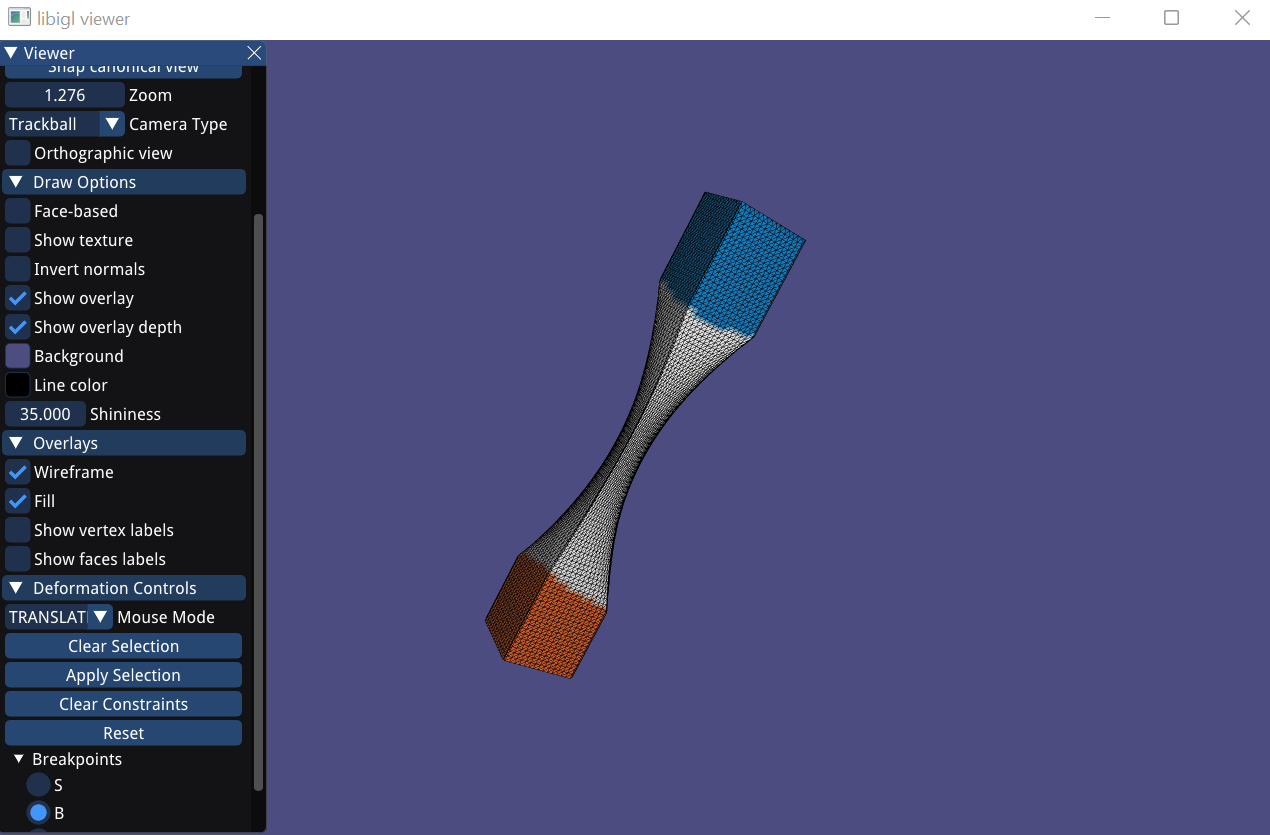 libigl viewer
Viewer
Snap canonical view
1.276 Zoom
Trackball Camera Type
Orthographic view
Draw Options
Face-based
Show texture
Invert normals
Show overlay
Show overlay depth
Background
Line color
35.000 Shininess
Overlays
Wireframe
Fill
Show vertex labels
Show faces labels
Deformation Controls
TRANSLAT Mouse Mode
Clear Selection
Apply Selection
Clear Constraints
Reset
Breakpoints
S
B